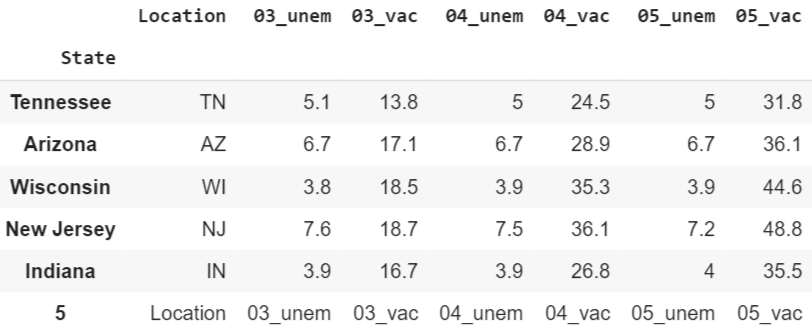 Location 03_unem 03_vac 04_unem 04_vac 05_unem 05_vac
State
Tennessee TN 5.1 13.8 5 24.5 5 31.8
Arizona AZ 6.7 17.1 6.7 28.9 6.7 36.1
Wisconsin WI 3.8 18.5 3.9 35.3 3.9 44.6
New Jersey NJ 7.6 18.7 7.5 36.1 7.2 48.8
Indiana IN 3.9 16.7 3.9 26.8 4 35.5
5 Location 03_unem 03_vac 04_unem 04_vac 05_unem 05_vac